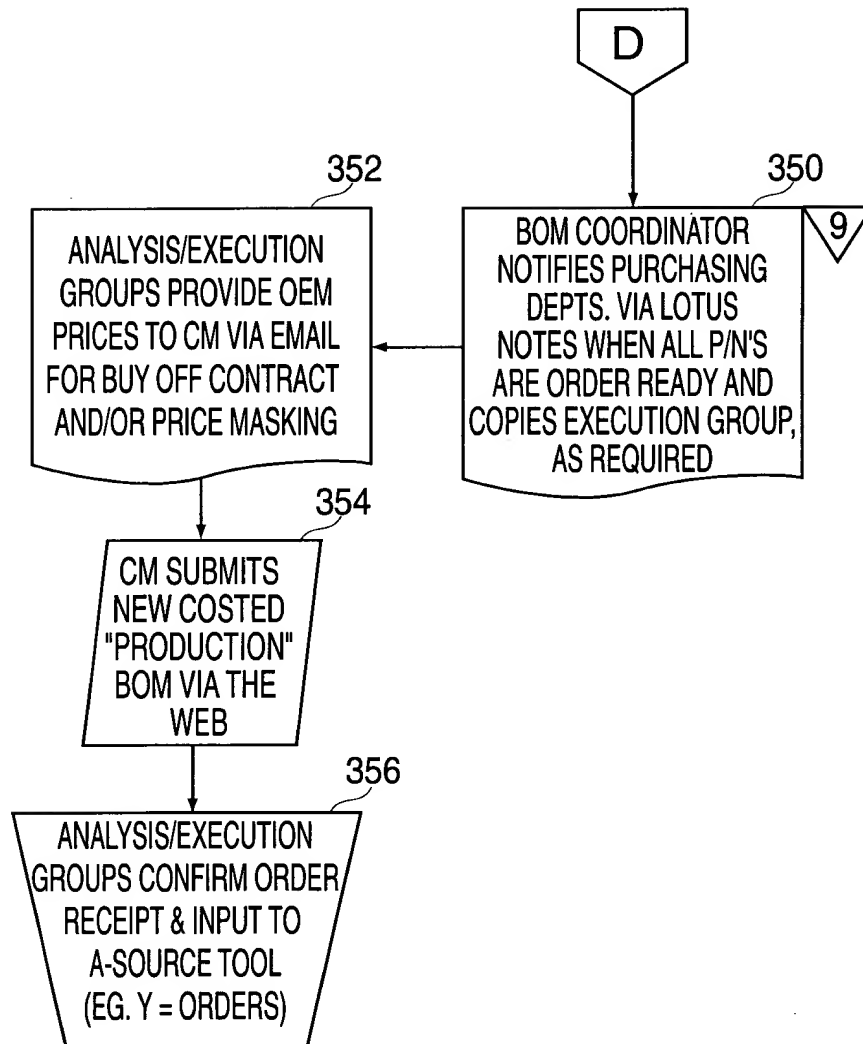 D
350
9
BOM COORDINATOR
NOTIFIES PURCHASING
DEPTS. VIA LOTUS
NOTES WHEN ALL P/N'S
ARE ORDER READY AND
COPIES EXECUTION GROUP,
AS REQUIRED
352
ANALYSIS/EXECUTION
GROUPS PROVIDE OEM
PRICES TO CM VIA EMAIL
FOR BUY OFF CONTRACT
AND/OR PRICE MASKING
354
CM SUBMITS
NEW COSTED
"PRODUCTION"
BOM VIA THE
WEB
356
ANALYSIS/EXECUTION
GROUPS CONFIRM ORDER
RECEIPT & INPUT TO
A-SOURCE TOOL
(EG. Y = ORDERS)